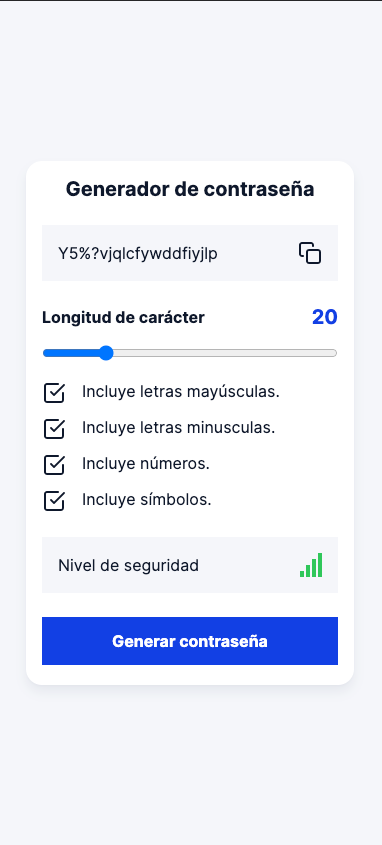 Generador de contraseña
Y5%?vjqlcfywddfiyjlp
Longitud de carácter 20
Incluye letras mayúsculas.
Incluye letras minusculas.
Incluye números.
Incluye símbolos.
Nivel de seguridad
Generar contraseña